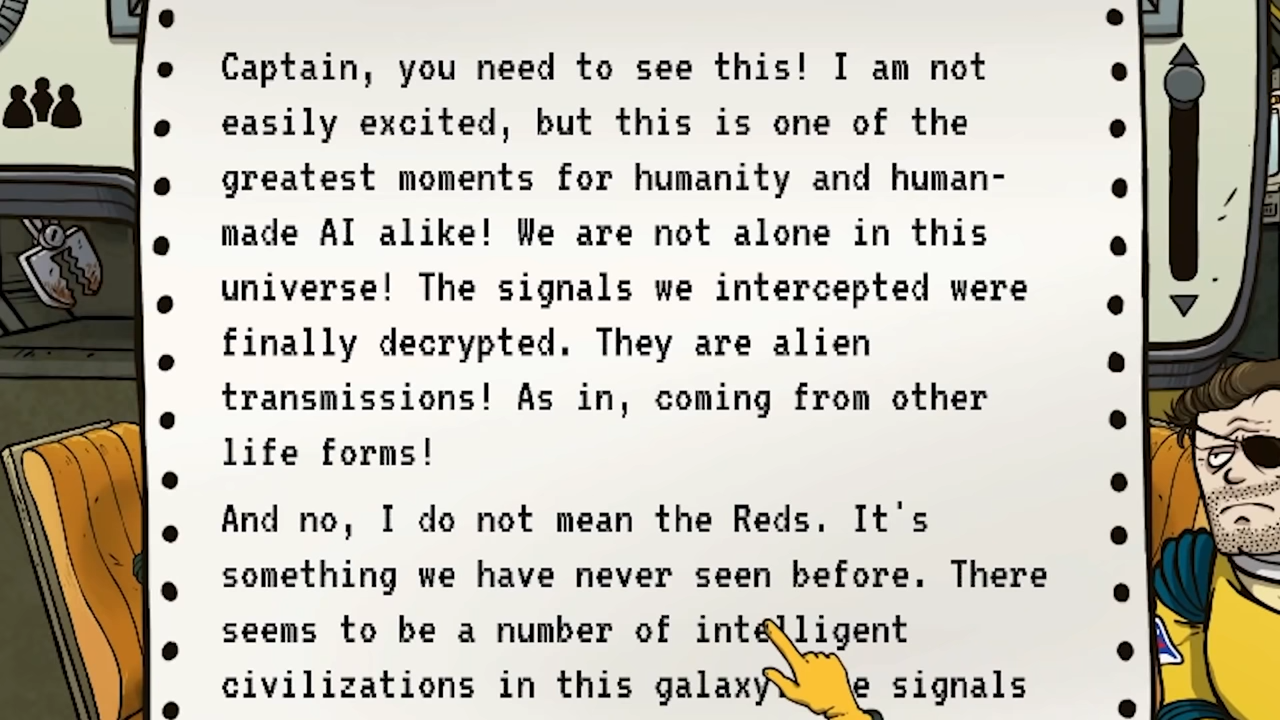 Captain, you need to see this! I am not
easily excited, but this is one of the
greatest moments for humanity and human-
made AI alike! We are not alone in this
universe! The signals we intercepted were
finally decrypted. They are alien
transmissions! As in, coming from other
life forms!
And no, I do not mean the Reds. It's
something we have never seen before. There
seems to be a number of intelligent
civilizations in this galaxy signals